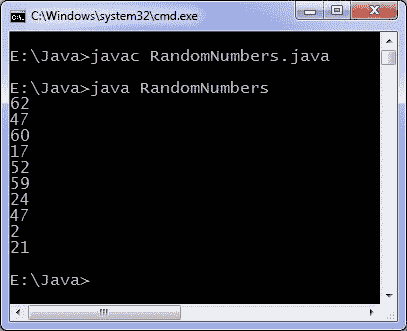 C:\Windows\system32\cmd.exe
E:\Java>javac RandomNumbers.java
E:\Java>java RandomNumbers
62
47
60
17
52
59
24
47
2
21
E:\Java>